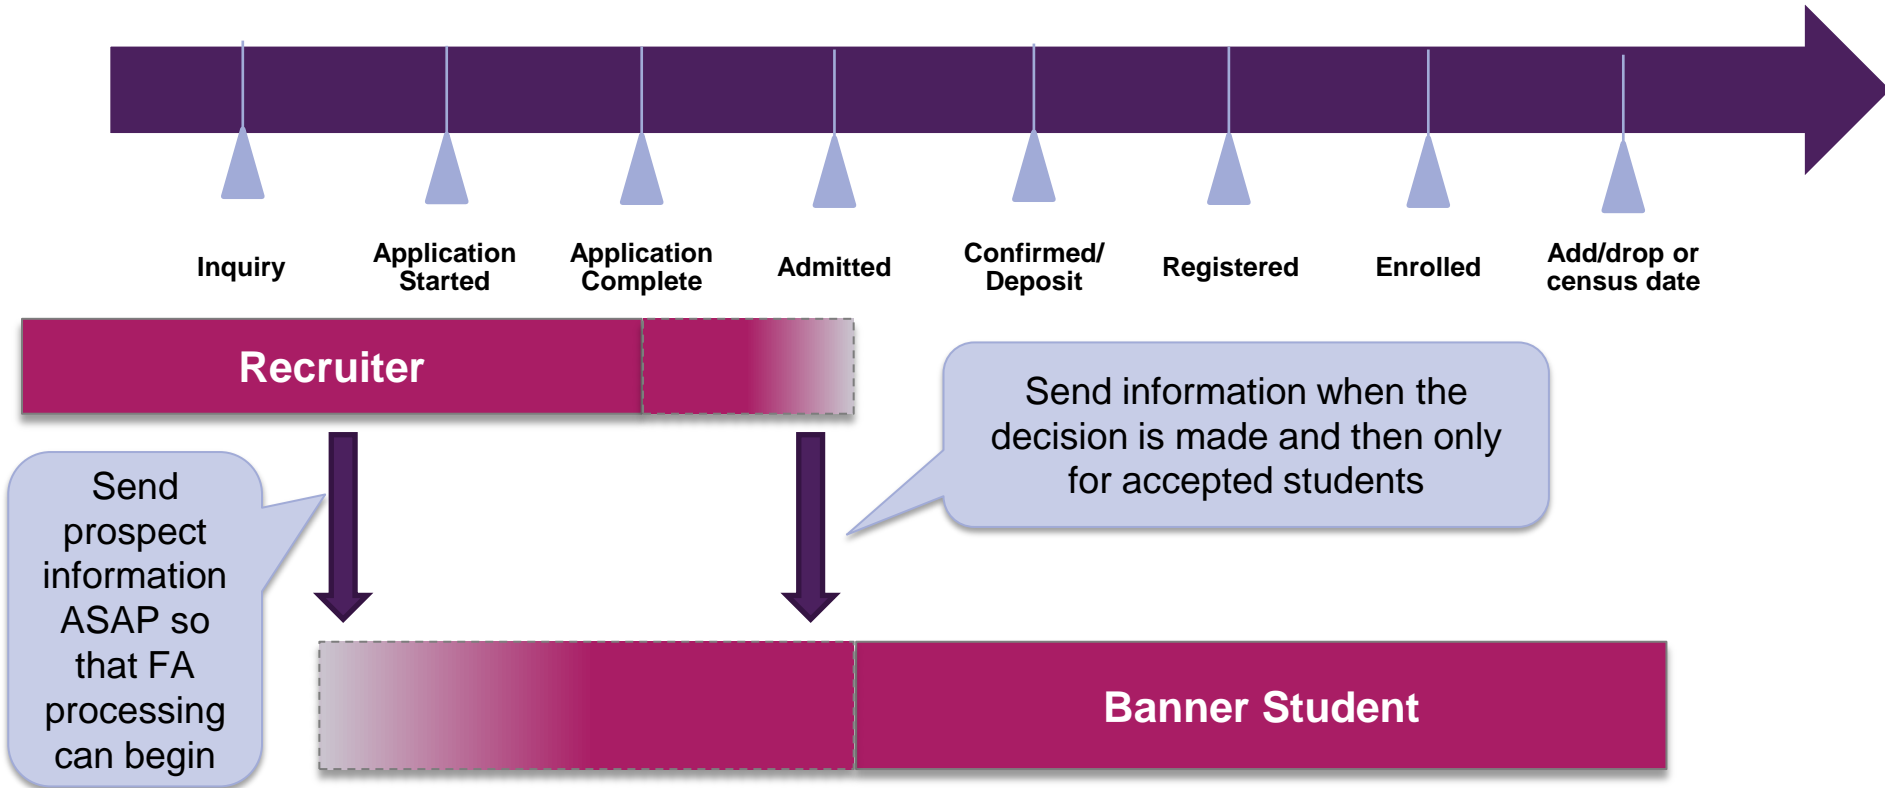 Inquiry
Application
Started
Application
Complete
Admitted
Confirmed/
Deposit
Registered
Enrolled
Add/drop or
census date
Recruiter
Send information when the
decision is made and then only
for accepted students
Send
prospect
information
ASAP so
that FA
processing
can begin
Banner Student